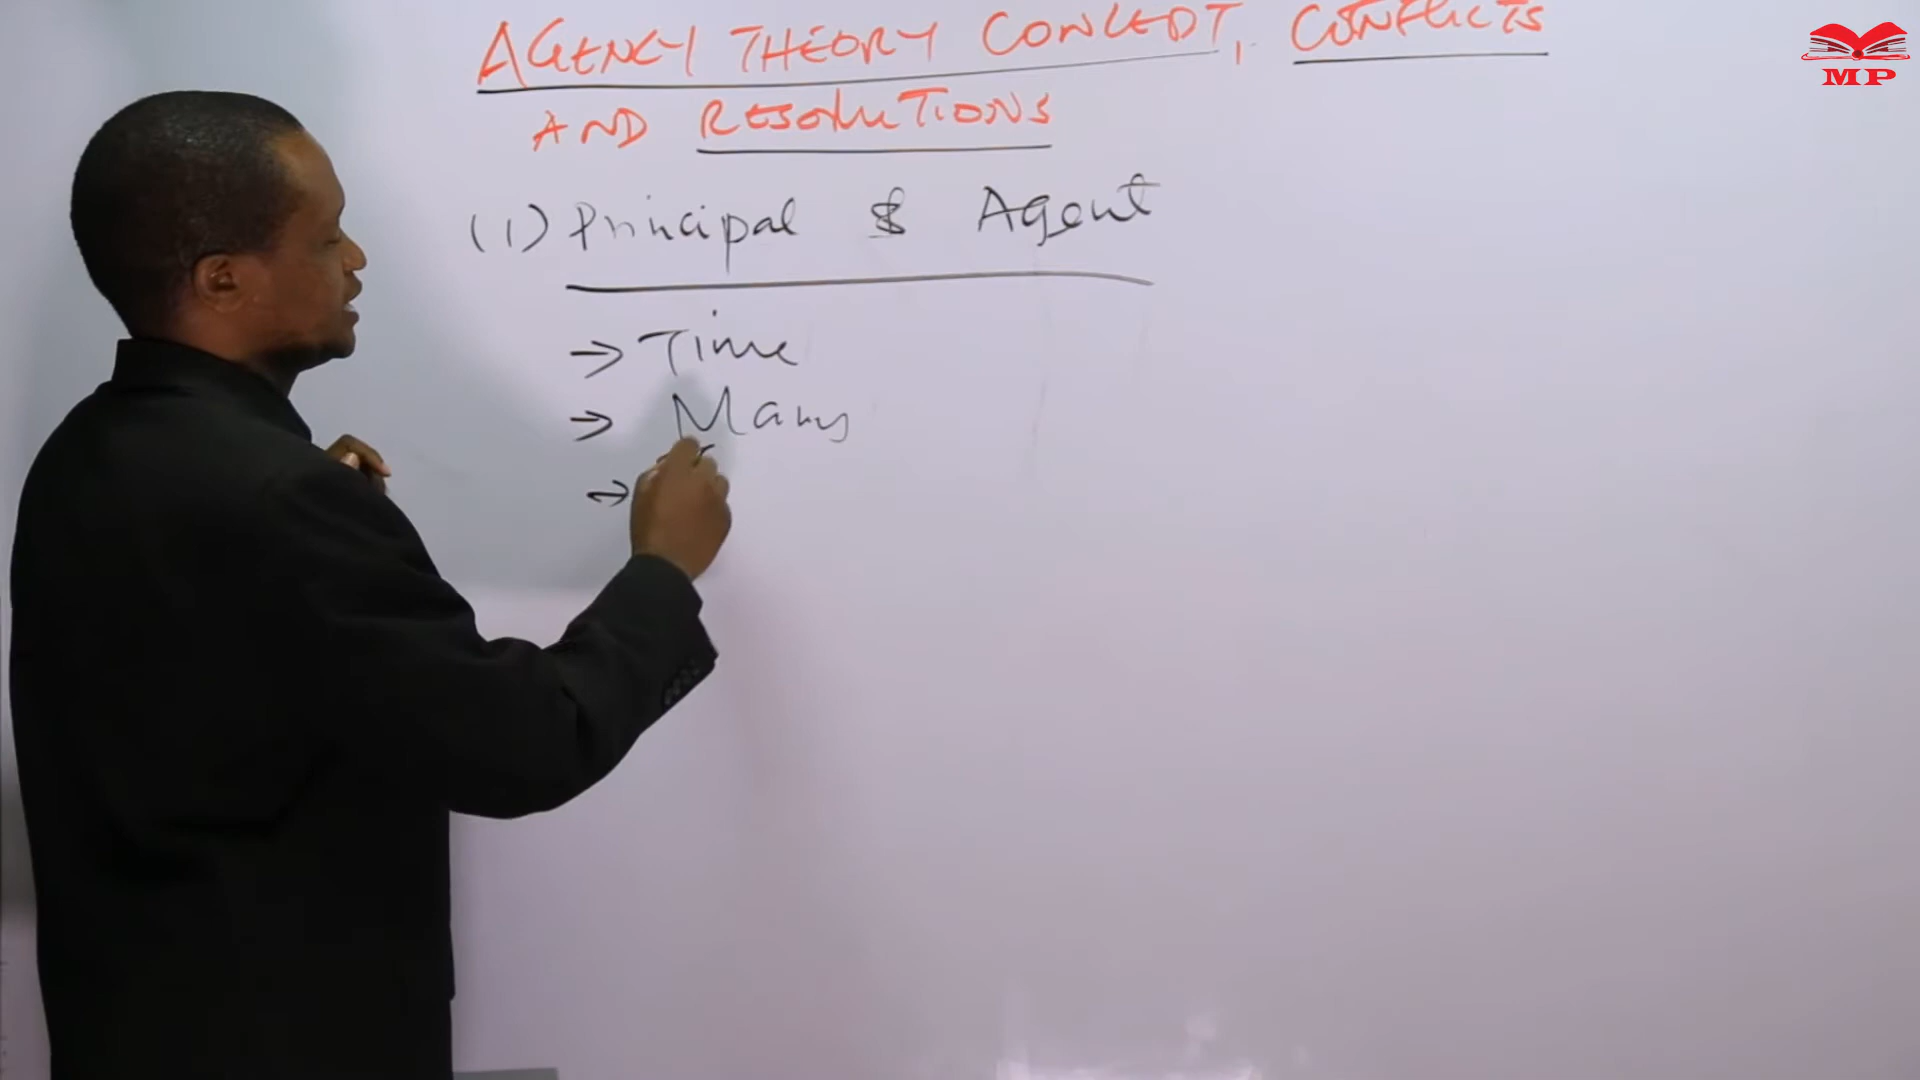 AGENCY THEORY CONCEPT, CONFLICTS
AND RESOLUTIONS
(1) Principal & Agent
→ Time
→ Many
→
MP